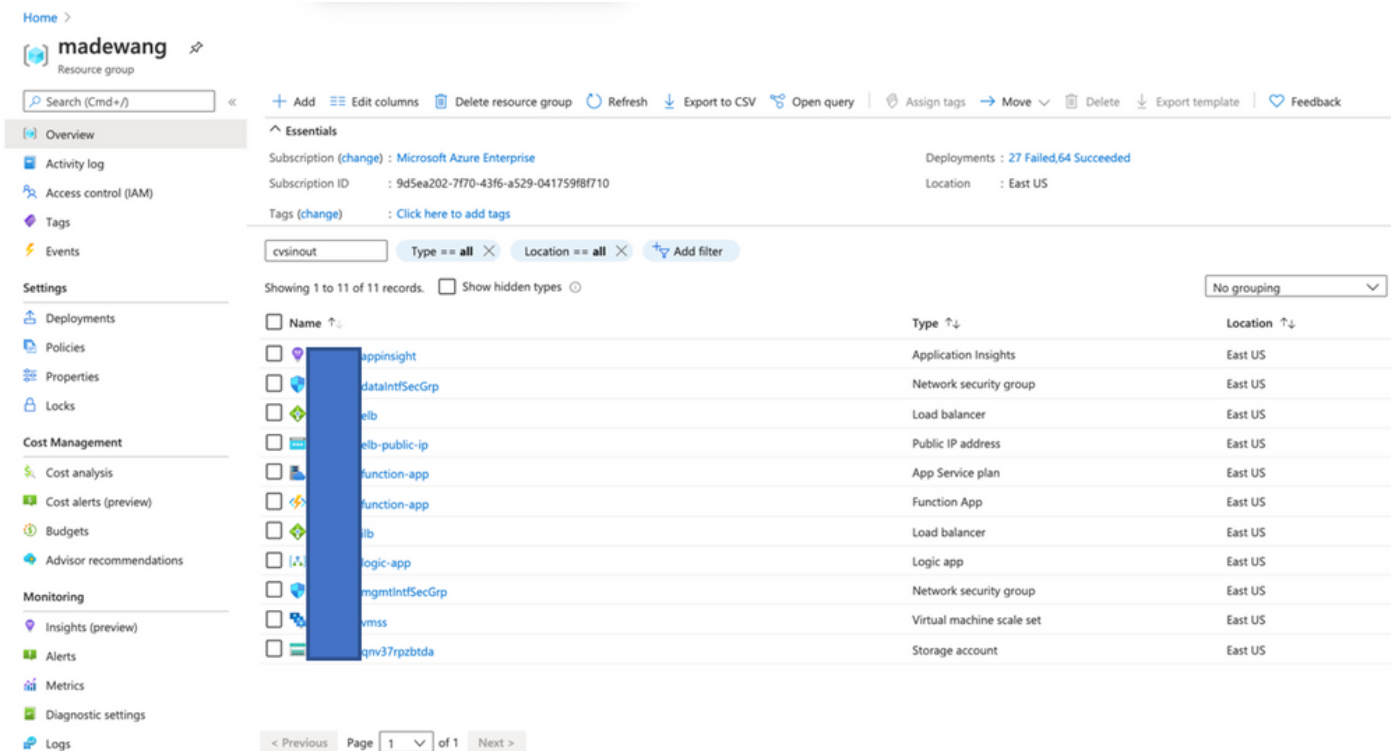 Home >
madewang
Resource group
Search (Cmd+/)
«
Overview
Activity log
Access control (IAM)
Tags
Events
Settings
Deployments
Policies
Properties
Locks
Cost Management
Cost analysis
Cost alerts (preview)
Budgets
Advisor recommendations
Monitoring
Insights (preview)
Alerts
Metrics
Diagnostic settings
Logs
Add Edit columns Delete resource group Refresh Export to CSV Open query Assign tags Move Delete Export template Feedback
Essentials
Subscription (change) : Microsoft Azure Enterprise Deployments : 27 Failed,64 Succeeded
Subscription ID : 9d5ea202-7f70-43f6-a529-041759f8f710 Location : East US
Tags (change) : Click here to add tags
cvsinout Type == all Location == all Add filter
Showing 1 to 11 of 11 records. Show hidden types No grouping
Name Type Location
appinsight Application Insights East US
dataIntfSecGrp Network security group East US
elb Load balancer East US
elb-public-ip Public IP address East US
function-app App Service plan East US
function-app Function App East US
ilb Load balancer East US
logic-app Logic app East US
mgmtIntfSecGrp Network security group East US
vmss Virtual machine scale set East US
qnv37rpzbtda Storage account East US
< Previous Page 1 of 1 Next >